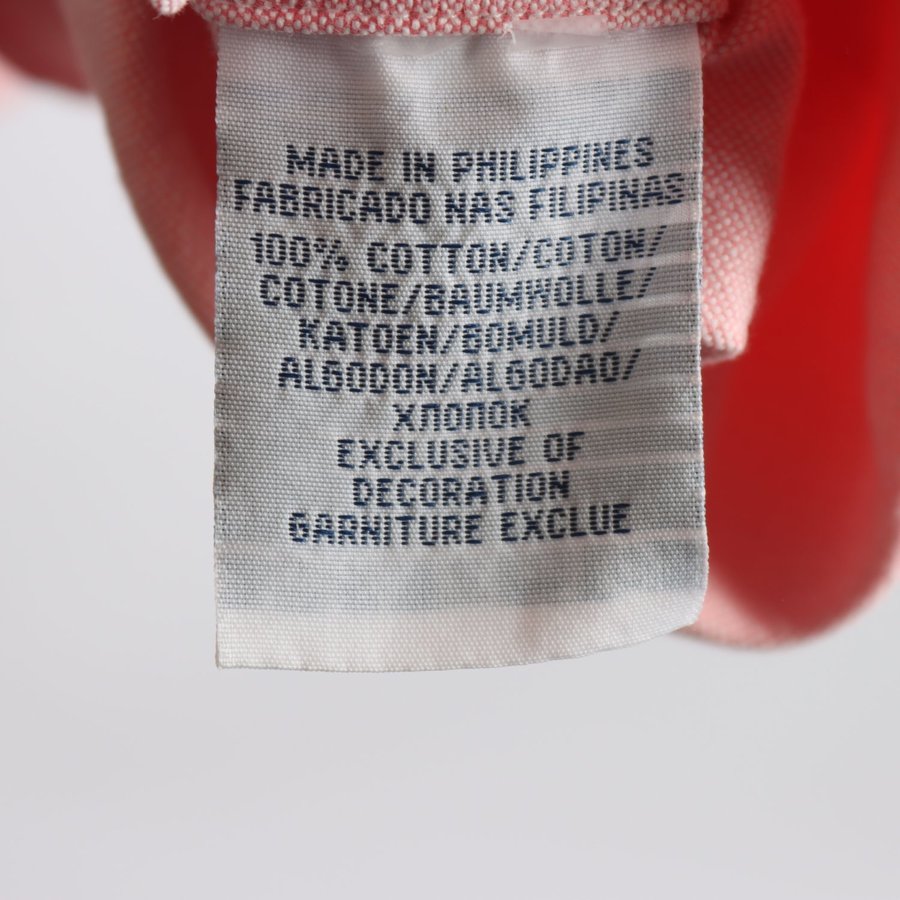 MADE IN PHILIPPINES
FABRICADO NAS FILIPINAS
100% COTTON/COTON/
COTONE/BAUMWOLLE/
KATOEN/BOMULD/
ALGODON/ALGODAO/
ХЛОПОК
EXCLUSIVE OF
DECORATION
GARNITURE EXCLUE